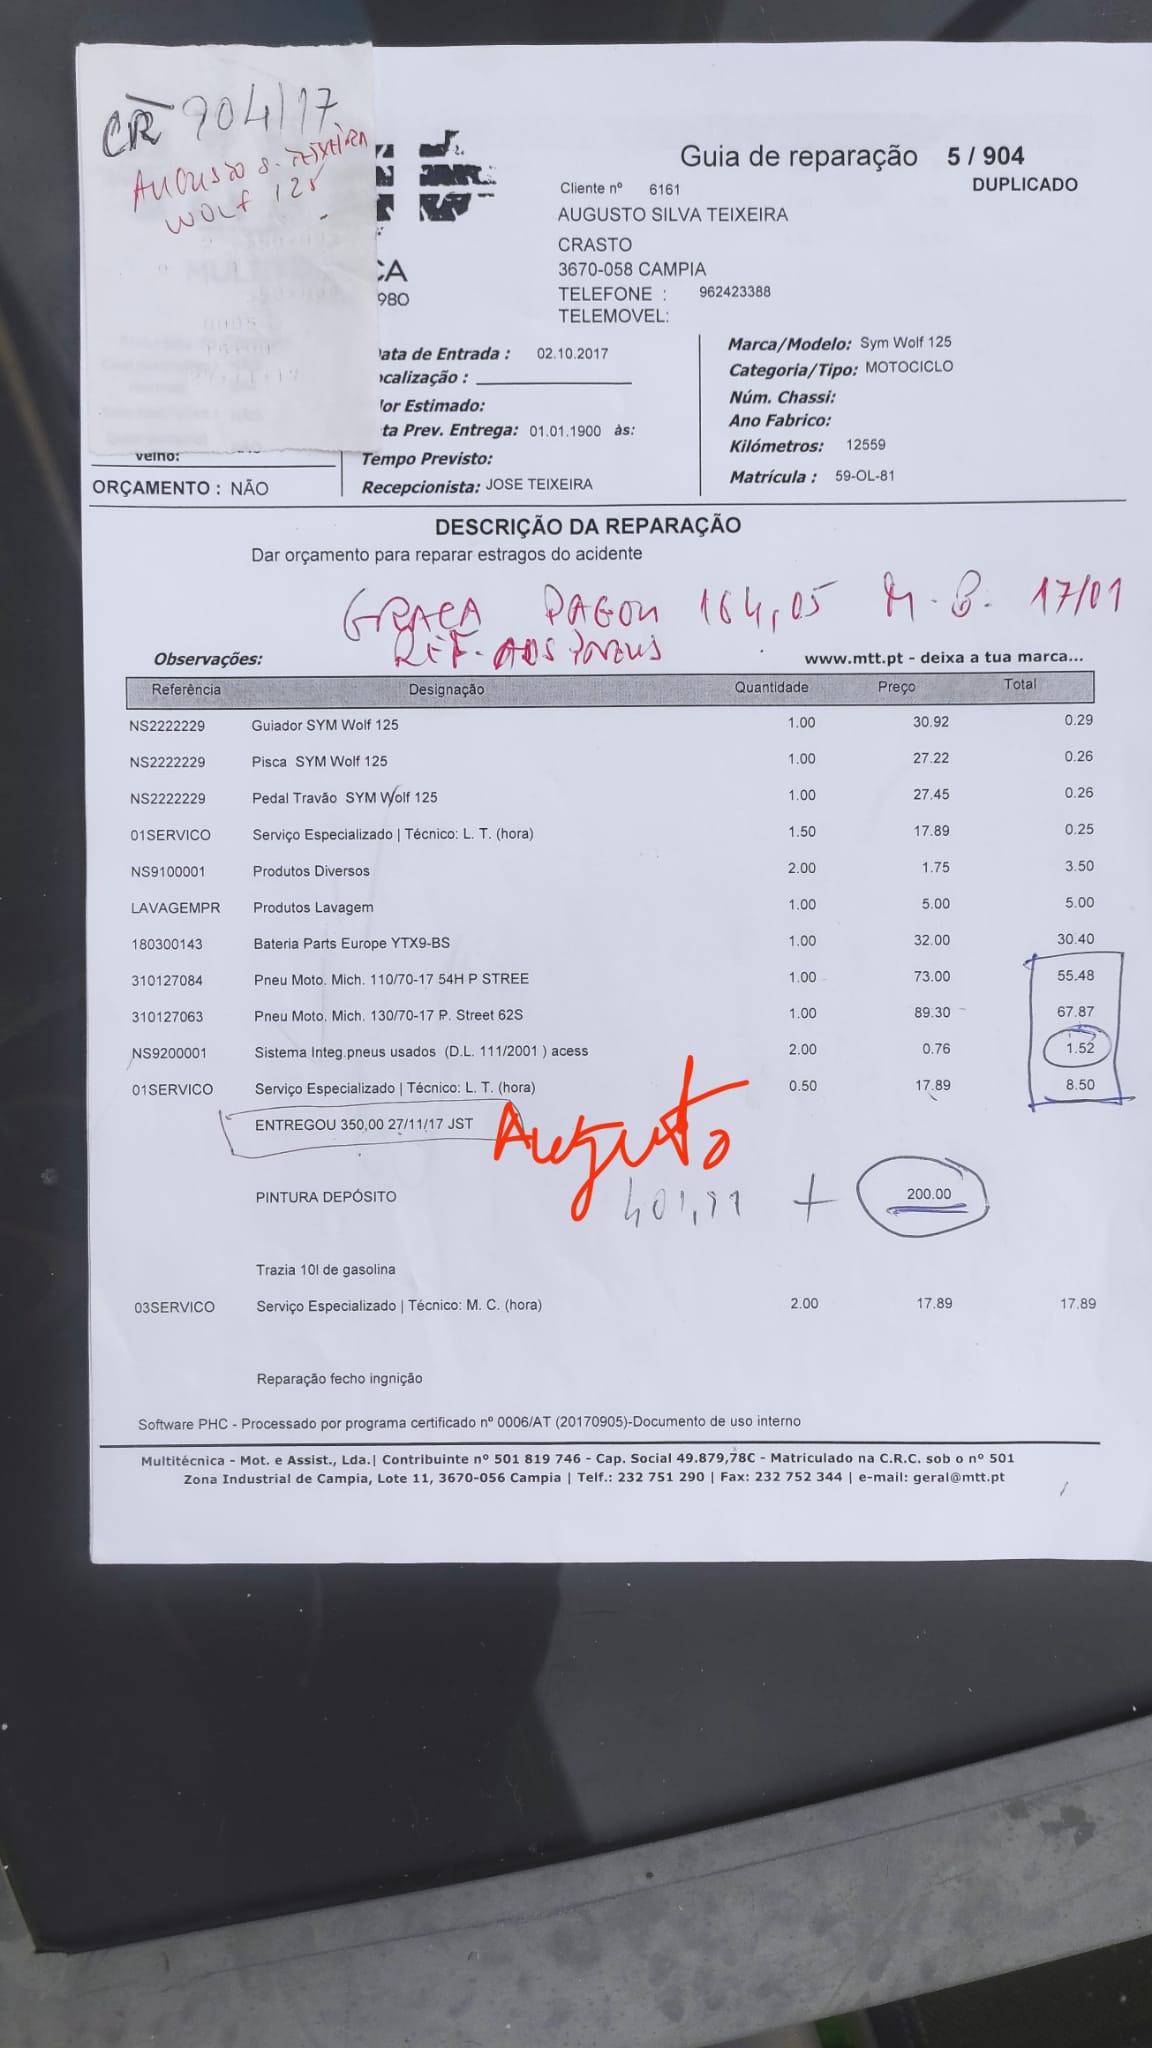 CR 904/17
AUGUSTO S. TEIXEIRA
WOLF 125
CA
980
Guia de reparação 5 / 904
DUPLICADO
Cliente nº 6161
AUGUSTO SILVA TEIXEIRA
CRASTO
3670-058 CAMPIA
TELEFONE : 962423388
TELEMOVEL:
velho:
ORÇAMENTO : NÃO
ata de Entrada : 02.10.2017
ocalização :
lor Estimado:
ta Prev. Entrega: 01.01.1900 às:
Tempo Previsto:
Recepcionista: JOSE TEIXEIRA
Marca/Modelo: Sym Wolf 125
Categoria/Tipo: MOTOCICLO
Núm. Chassi:
Ano Fabrico:
Kilómetros: 12559
Matrícula : 59-OL-81
DESCRIÇÃO DA REPARAÇÃO
Dar orçamento para reparar estragos do acidente
GRAÇA PAGOU 164,05 M.B. 17/01
REF. AOS PNEUS
Observações: www.mtt.pt - deixa a tua marca...
Referência Designação Quantidade Preço Total
NS2222229 Guiador SYM Wolf 125 1.00 30.92 0.29
NS2222229 Pisca SYM Wolf 125 1.00 27.22 0.26
NS2222229 Pedal Travão SYM Wolf 125 1.00 27.45 0.26
01SERVICO Serviço Especializado | Técnico: L. T. (hora) 1.50 17.89 0.25
NS9100001 Produtos Diversos 2.00 1.75 3.50
LAVAGEMPR Produtos Lavagem 1.00 5.00 5.00
180300143 Bateria Parts Europe YTX9-BS 1.00 32.00 30.40
310127084 Pneu Moto. Mich. 110/70-17 54H P STREE 1.00 73.00 55.48
310127063 Pneu Moto. Mich. 130/70-17 P. Street 62S 1.00 89.30 67.87
NS9200001 Sistema Integ.pneus usados (D.L. 111/2001 ) acess 2.00 0.76 1.52
01SERVICO Serviço Especializado | Técnico: L. T. (hora) 0.50 17.89 8.50
ENTREGOU 350,00 27/11/17 JST Augusto
PINTURA DEPÓSITO 401,91 + 200.00
Trazia 10l de gasolina
03SERVICO Serviço Especializado | Técnico: M. C. (hora) 2.00 17.89 17.89
Reparação fecho ingnição
Software PHC - Processado por programa certificado nº 0006/AT (20170905)-Documento de uso interno
Multitécnica - Mot. e Assist., Lda.| Contribuinte nº 501 819 746 - Cap. Social 49.879,78€ - Matriculado na C.R.C. sob o nº 501
Zona Industrial de Campia, Lote 11, 3670-056 Campia | Telf.: 232 751 290 | Fax: 232 752 344 | e-mail: geral@mtt.pt